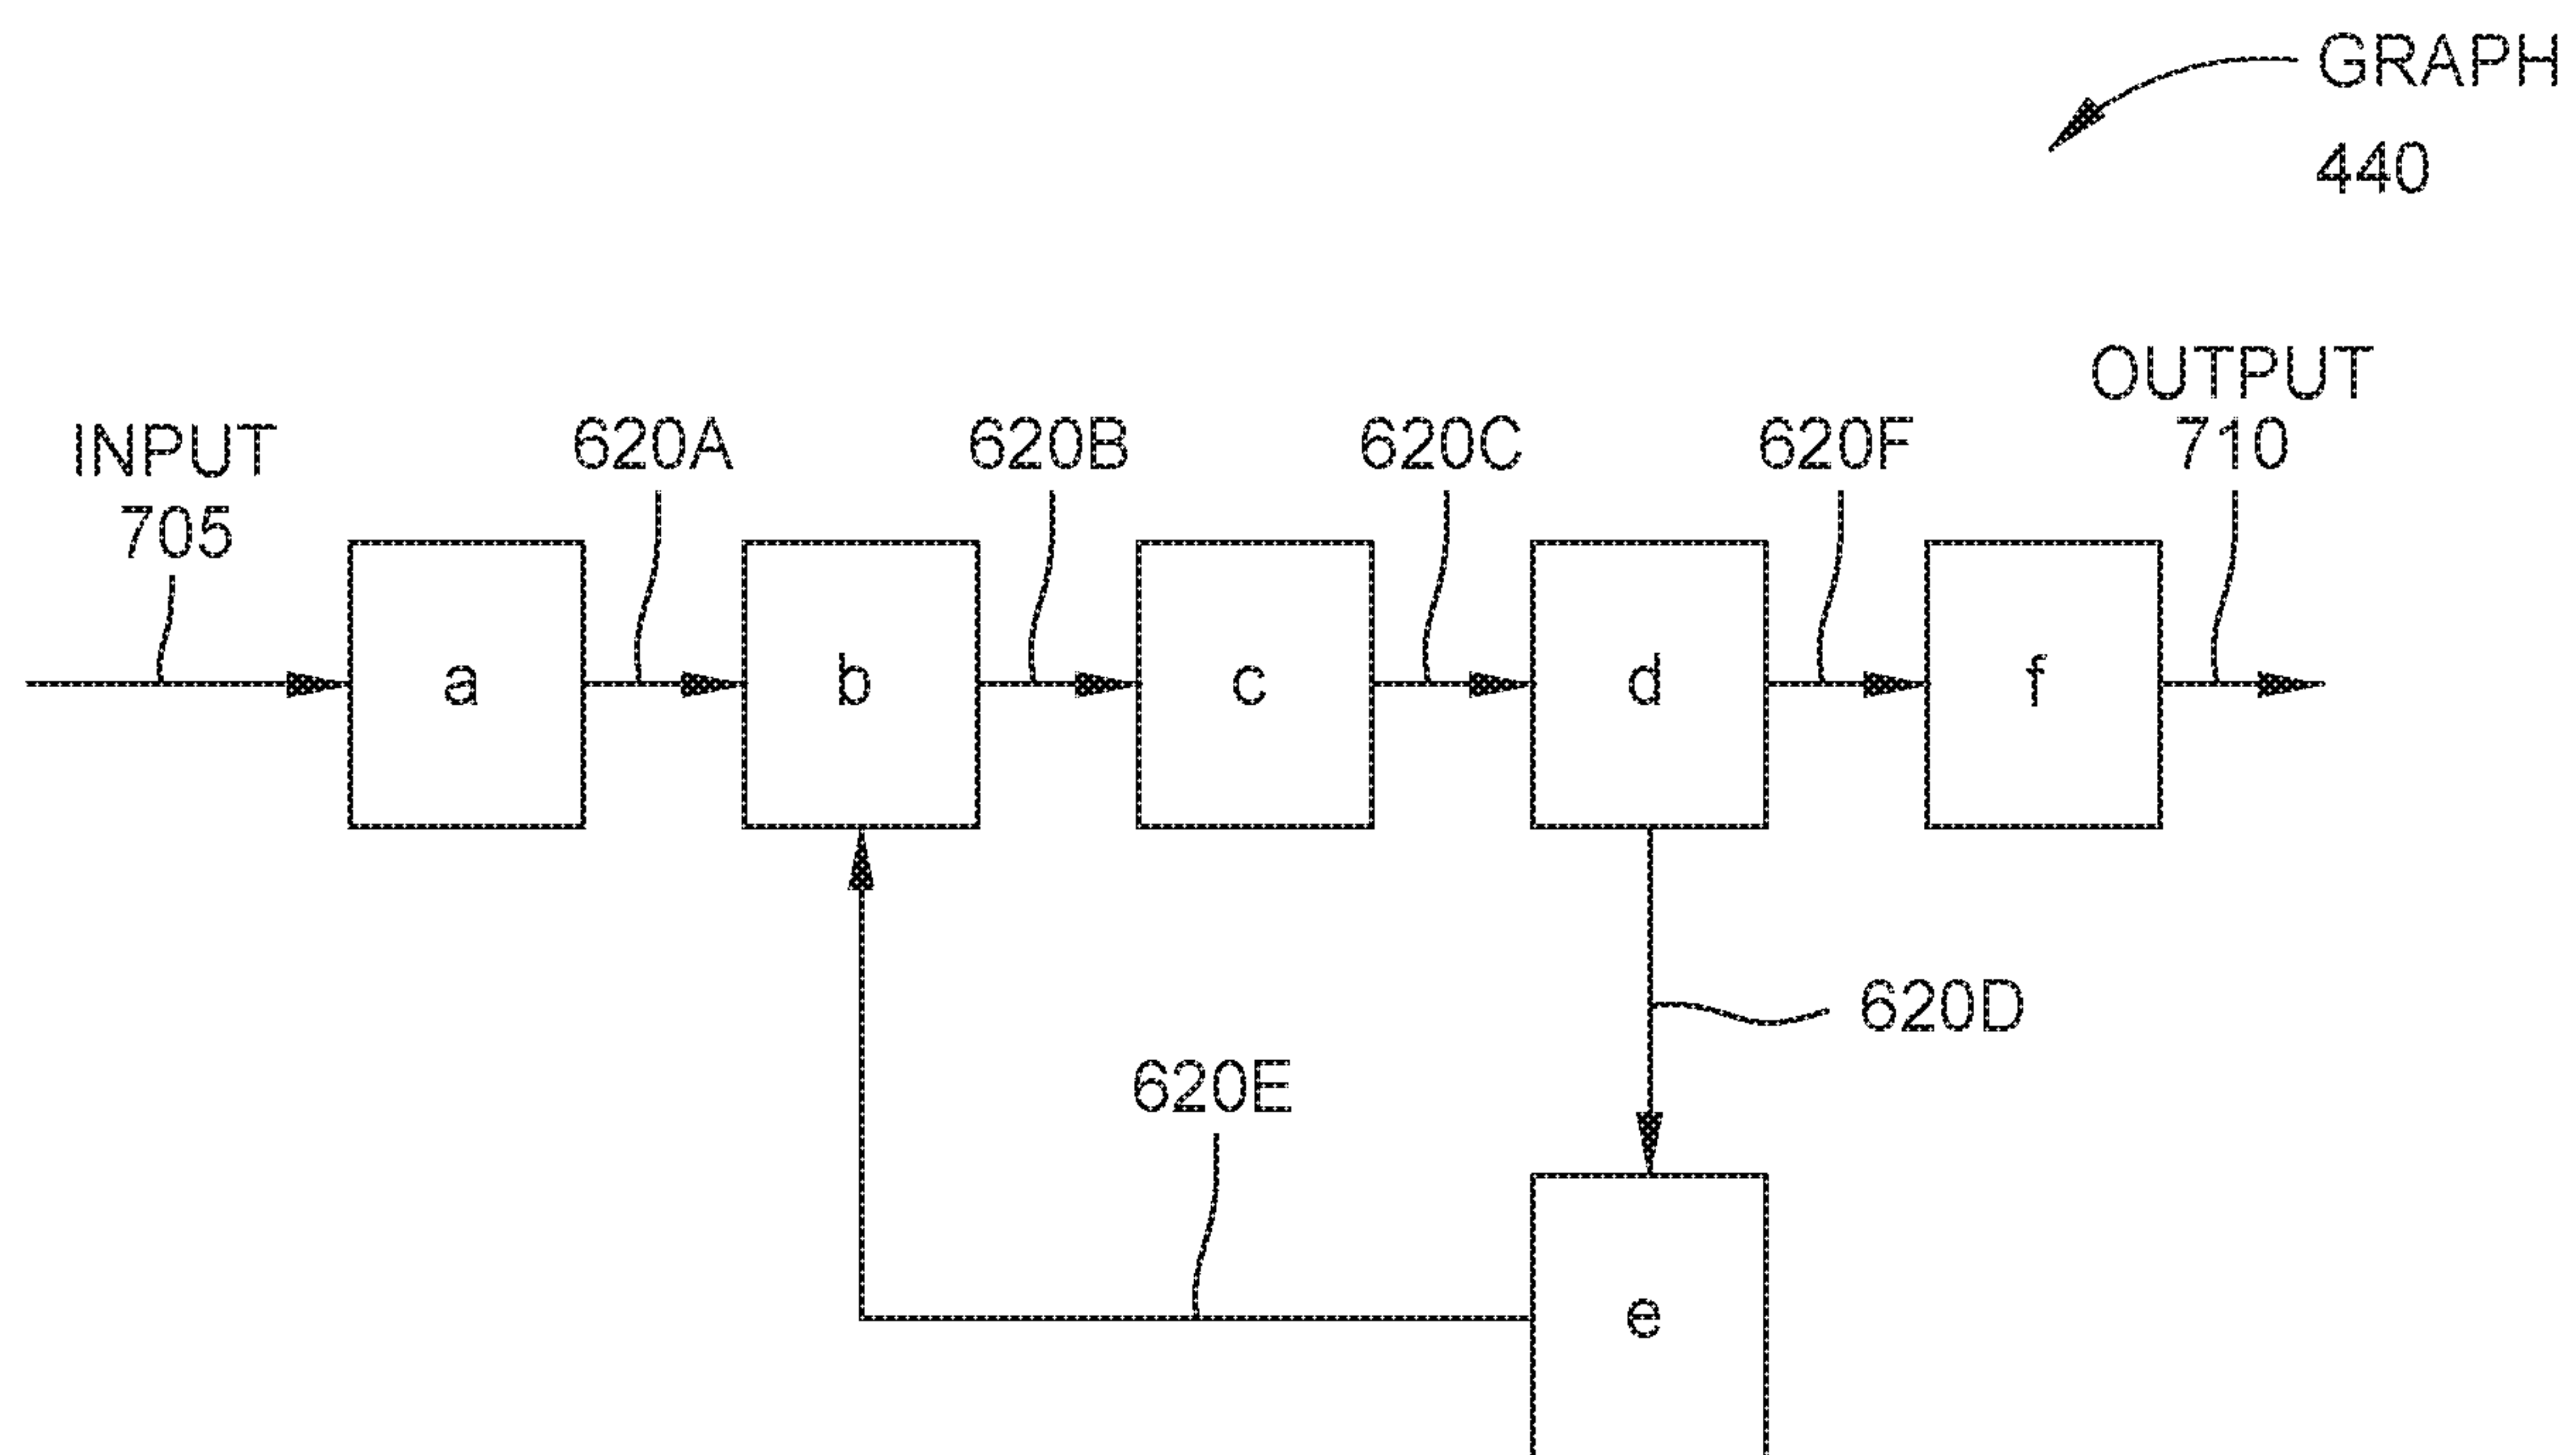 GRAPH
440
INPUT
705
620A
620B
620C
620F
OUTPUT
710
a
b
c
d
f
620D
620E
e